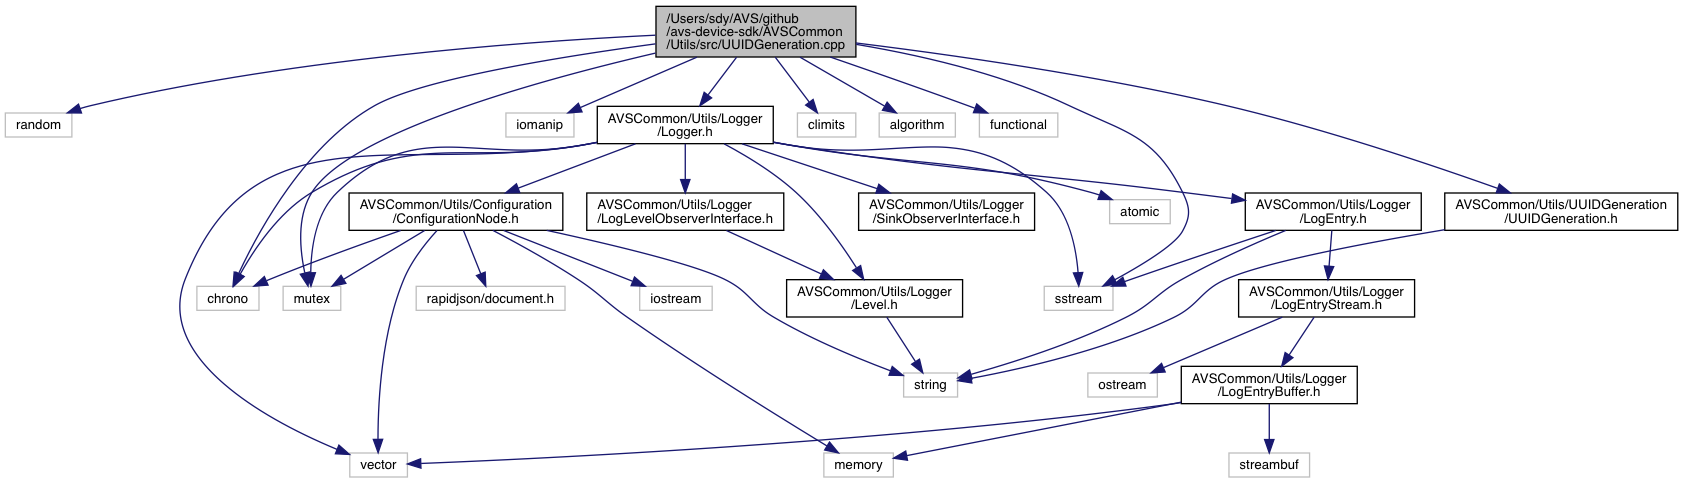 /Users/sdy/AVS/github
/avs-device-sdk/AVSCommon
/Utils/src/UUIDGeneration.cpp
random
iomanip
AVSCommon/Utils/Logger
/Logger.h
climits
algorithm
functional
AVSCommon/Utils/Configuration
/ConfigurationNode.h
AVSCommon/Utils/Logger
/LogLevelObserverInterface.h
AVSCommon/Utils/Logger
/SinkObserverInterface.h
atomic
AVSCommon/Utils/Logger
/LogEntry.h
AVSCommon/Utils/UUIDGeneration
/UUIDGeneration.h
chrono
mutex
rapidjson/document.h
iostream
AVSCommon/Utils/Logger
/Level.h
sstream
AVSCommon/Utils/Logger
/LogEntryStream.h
string
ostream
AVSCommon/Utils/Logger
/LogEntryBuffer.h
vector
memory
streambuf